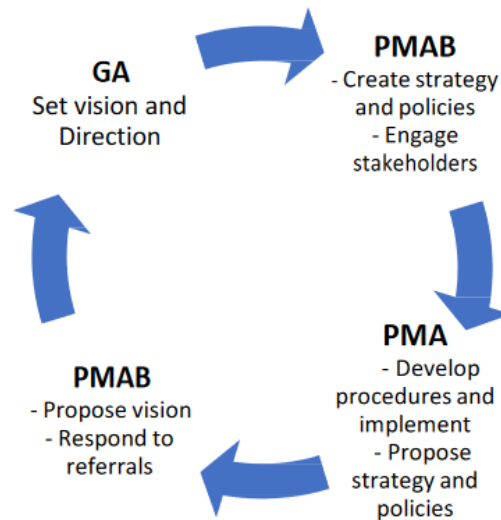 GA
Set vision and
Direction
PMAB
- Create strategy
and policies
- Engage
stakeholders
PMA
- Develop
procedures and
implement
- Propose
strategy and
policies
PMAB
- Propose vision
- Respond to
referrals